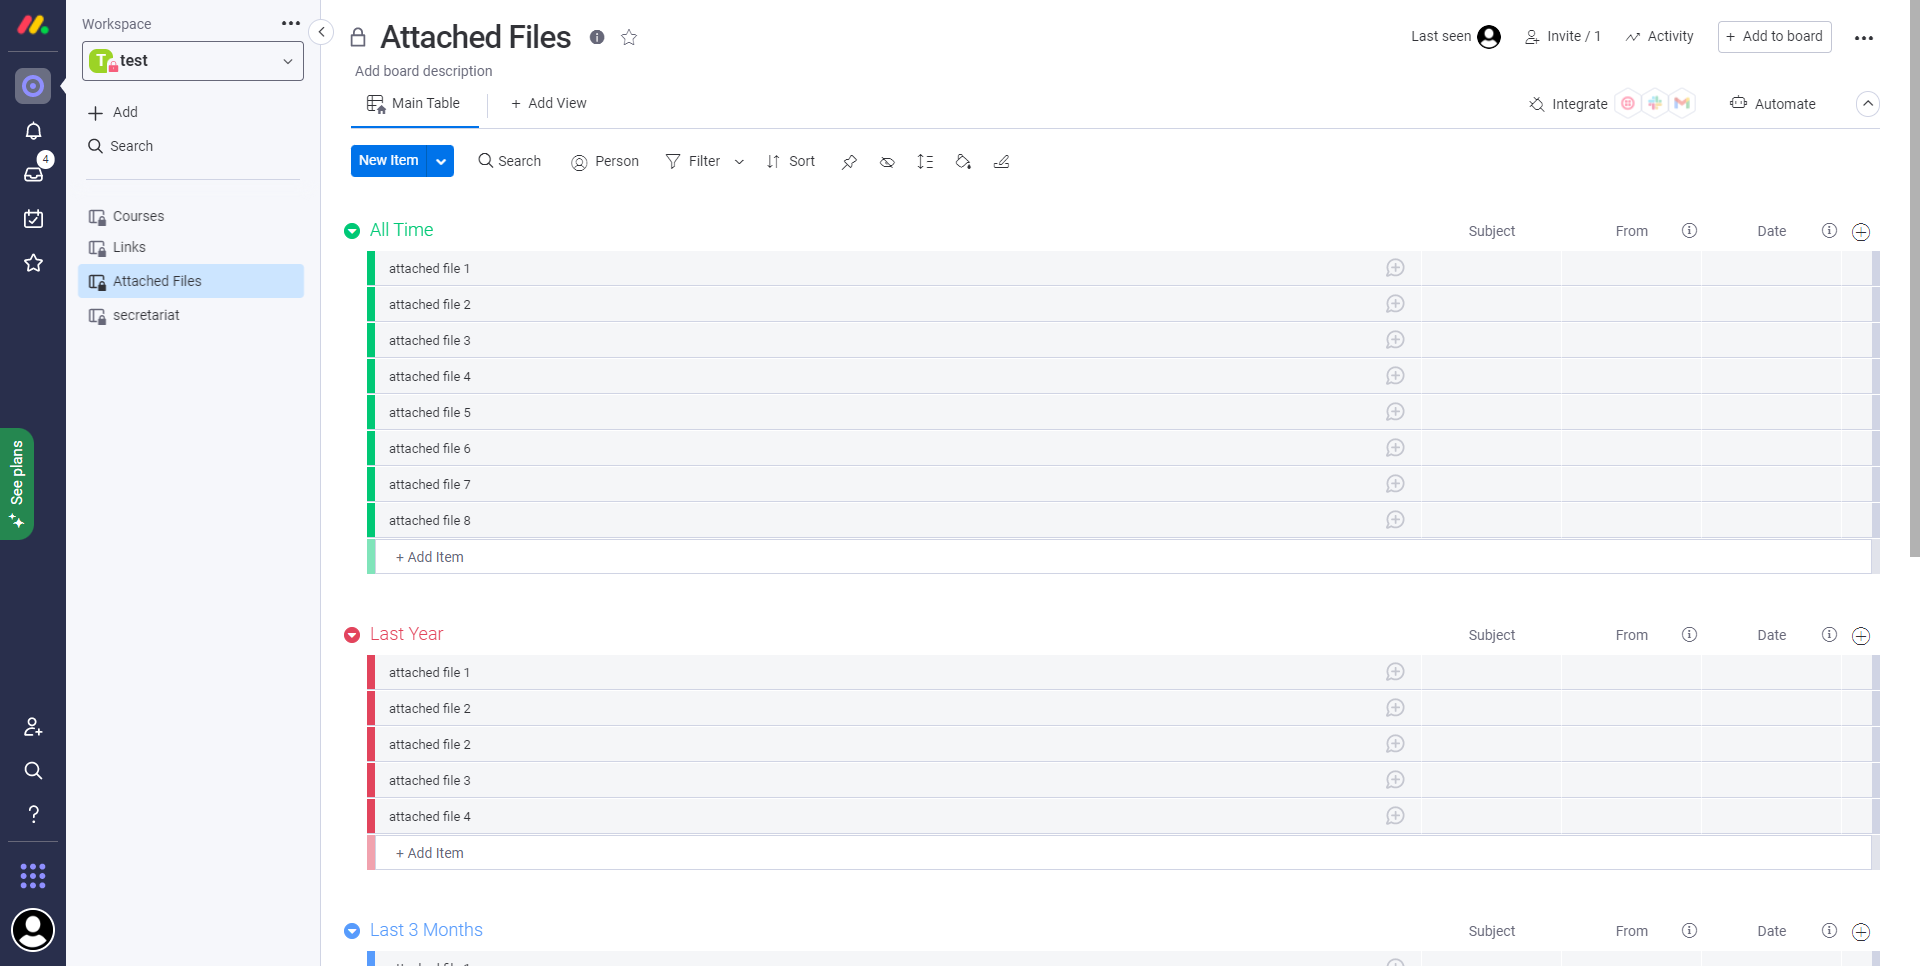 Workspace
T test
4
Add
Search
Courses
Links
Attached Files
secretariat
See plans
?
Attached Files
Last seen
Invite / 1
Activity
+ Add to board
Add board description
Main Table
+ Add View
Integrate
Automate
New Item
Search
Person
Filter
Sort
All Time
Subject
From
Date
attached file 1
attached file 2
attached file 3
attached file 4
attached file 5
attached file 6
attached file 7
attached file 8
+ Add Item
Last Year
Subject
From
Date
attached file 1
attached file 2
attached file 2
attached file 3
attached file 4
+ Add Item
Last 3 Months
Subject
From
Date